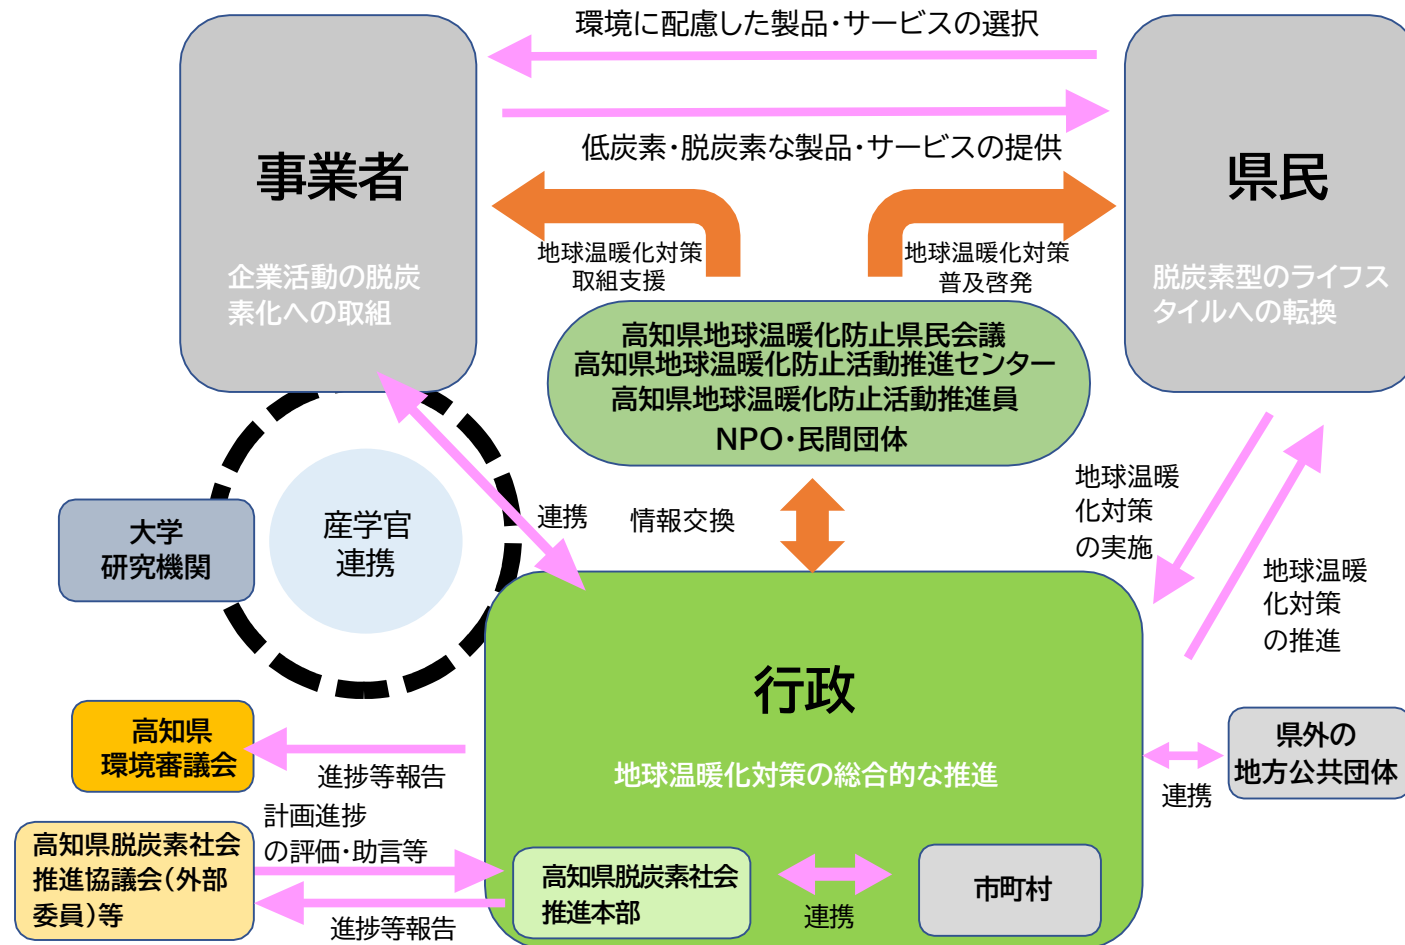 環境に配慮した製品・サービスの選択
低炭素・脱炭素な製品・サービスの提供
事業者
企業活動の脱炭
素化への取組
県民
脱炭素型のライフス
タイルへの転換
地球温暖化対策
取組支援
地球温暖化対策
普及啓発
高知県地球温暖化防止県民会議
高知県地球温暖化防止活動推進センター
高知県地球温暖化防止活動推進員
NPO・民間団体
大学
研究機関
産学官
連携
連携
情報交換
地球温暖
化対策
の実施
地球温暖
化対策
の推進
行政
地球温暖化対策の総合的な推進
高知県
環境審議会
進捗等報告
県外の
地方公共団体
連携
計画進捗
の評価・助言等
高知県脱炭素社会
推進協議会(外部
委員)等
進捗等報告
高知県脱炭素社会
推進本部
連携
市町村